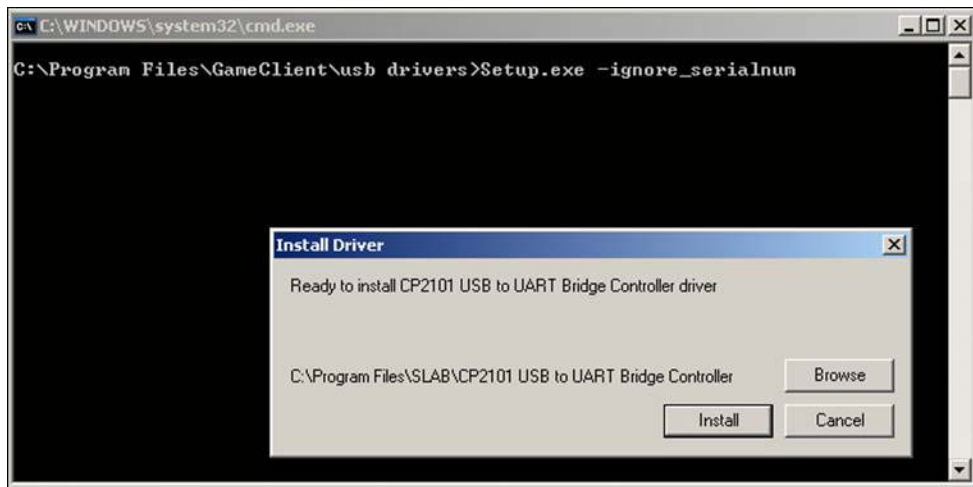 C:\WINDOWS\system32\cmd.exe
C:\Program Files\GameClient\usb drivers>Setup.exe -ignore_serialnum
Install Driver
Ready to install CP2101 USB to UART Bridge Controller driver
C:\Program Files\SLAB\CP2101 USB to UART Bridge Controller
Browse
Install
Cancel